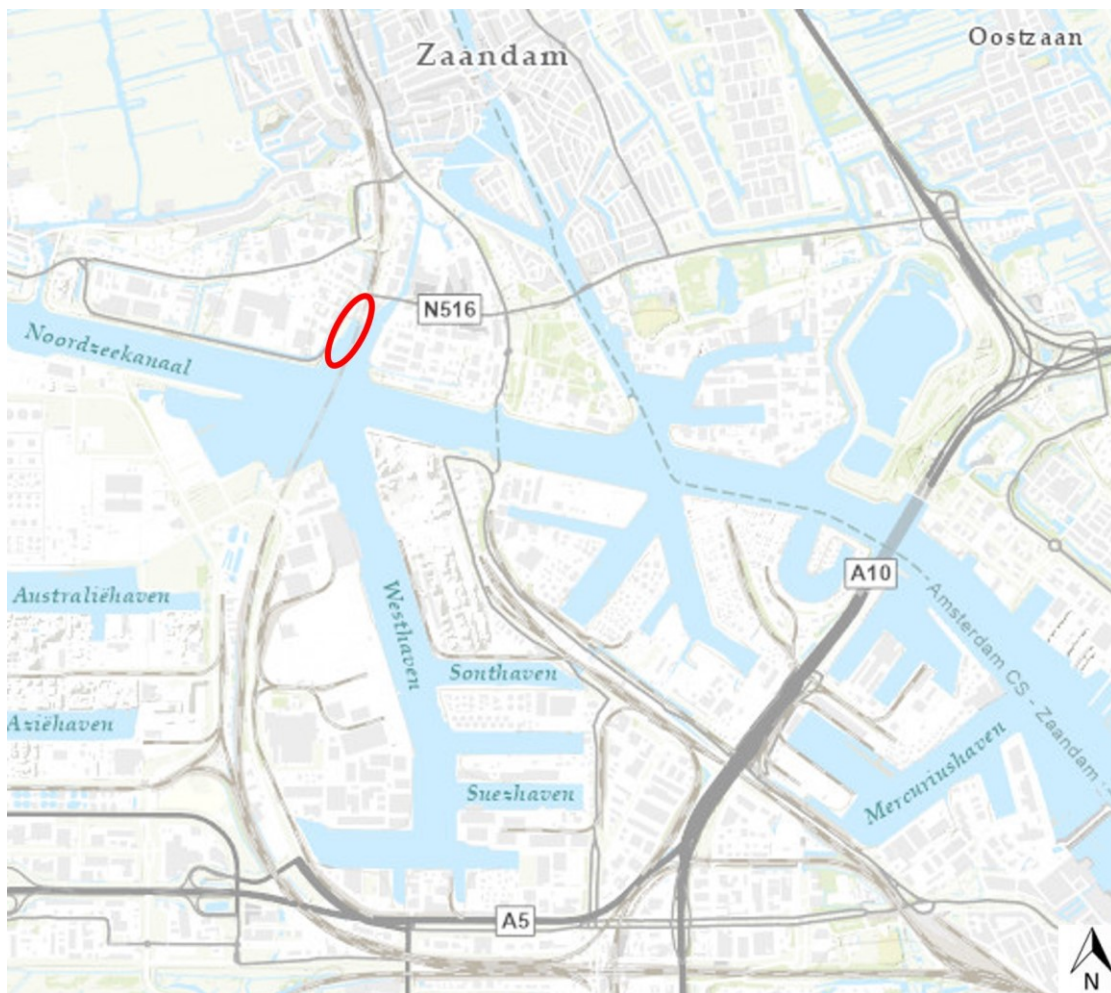 Zaandam
Oostzaan
N516
Noordzeekanaal
A10
Australiëhaven
Westhaven
Sonthaven
Amsterdam CS - Zaandam
Aziëhaven
Mercuriushaven
Suezhaven
A5
N